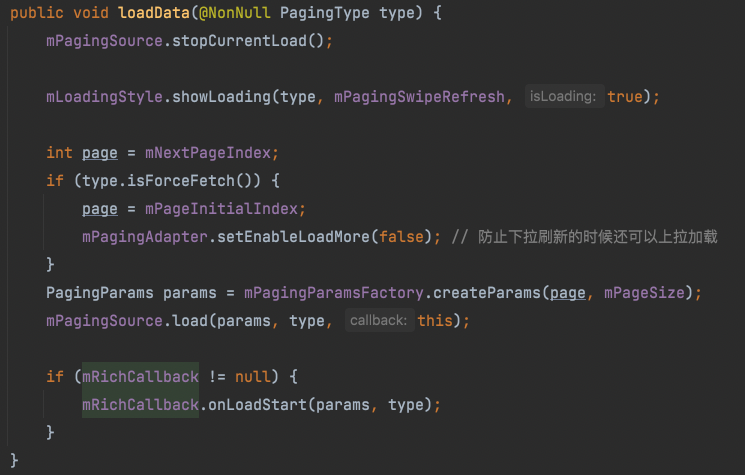 public void loadData(@NonNull PagingType type) {
    mPagingSource.stopCurrentLoad();

    mLoadingStyle.showLoading(type, mPagingSwipeRefresh, isLoading: true);

    int page = mNextPageIndex;
    if (type.isForceFetch()) {
        page = mPageInitialIndex;
        mPagingAdapter.setEnableLoadMore(false); // 防止下拉刷新的时候还可以上拉加载
    }
    PagingParams params = mPagingParamsFactory.createParams(page, mPageSize);
    mPagingSource.load(params, type, callback: this);

    if (mRichCallback != null) {
        mRichCallback.onLoadStart(params, type);
    }
}